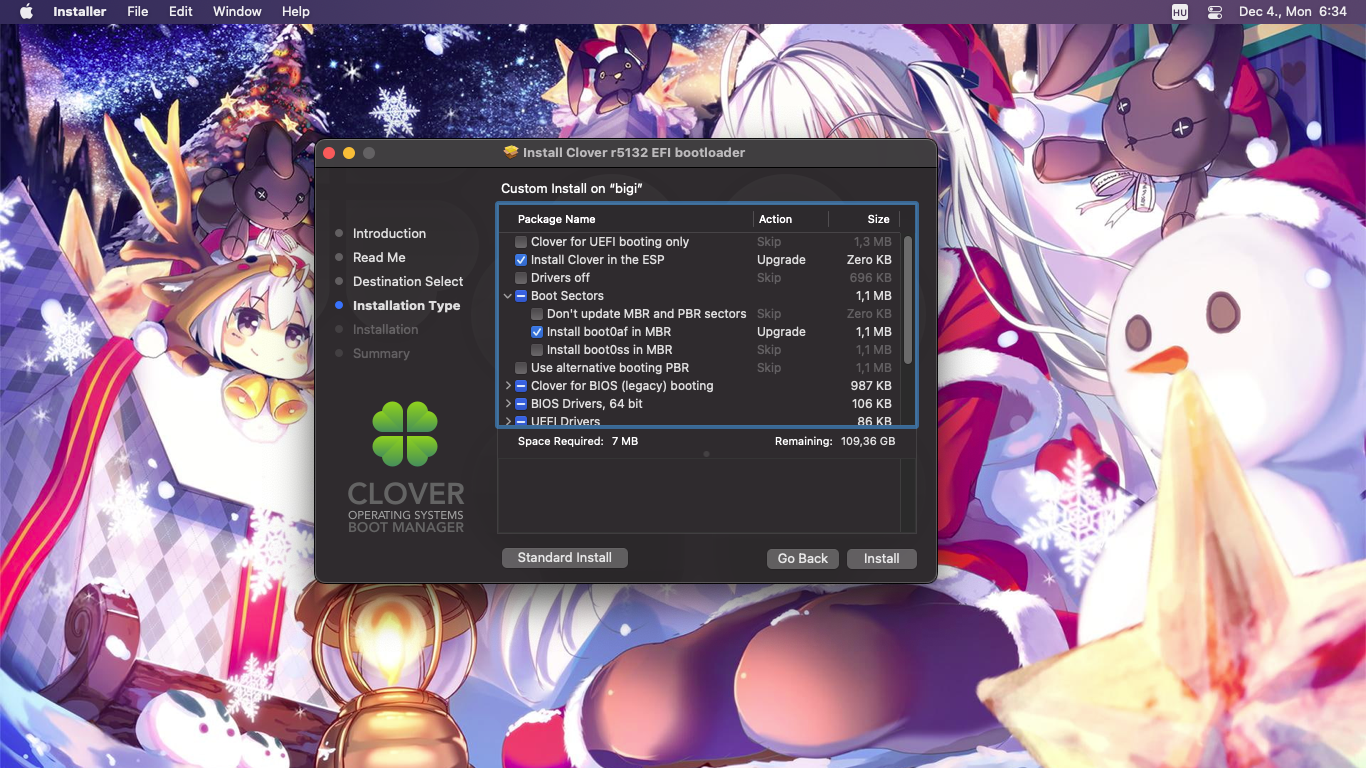 Installer File Edit Window Help HU Dec 4., Mon 6:34
Install Clover r5132 EFI bootloader
Custom Install on “bigi”
Introduction
Read Me
Destination Select
Installation Type
Installation
Summary
CLOVER
OPERATING SYSTEMS
BOOT MANAGER
Package Name Action Size
Clover for UEFI booting only Skip 1,3 MB
Install Clover in the ESP Upgrade Zero KB
Drivers off Skip 696 KB
Boot Sectors 1,1 MB
Don't update MBR and PBR sectors Skip Zero KB
Install boot0af in MBR Upgrade 1,1 MB
Install boot0ss in MBR Skip 1,1 MB
Use alternative booting PBR Skip 1,1 MB
Clover for BIOS (legacy) booting 987 KB
BIOS Drivers, 64 bit 106 KB
UEFI Drivers 86 KB
Space Required: 7 MB Remaining: 109,36 GB
Standard Install Go Back Install